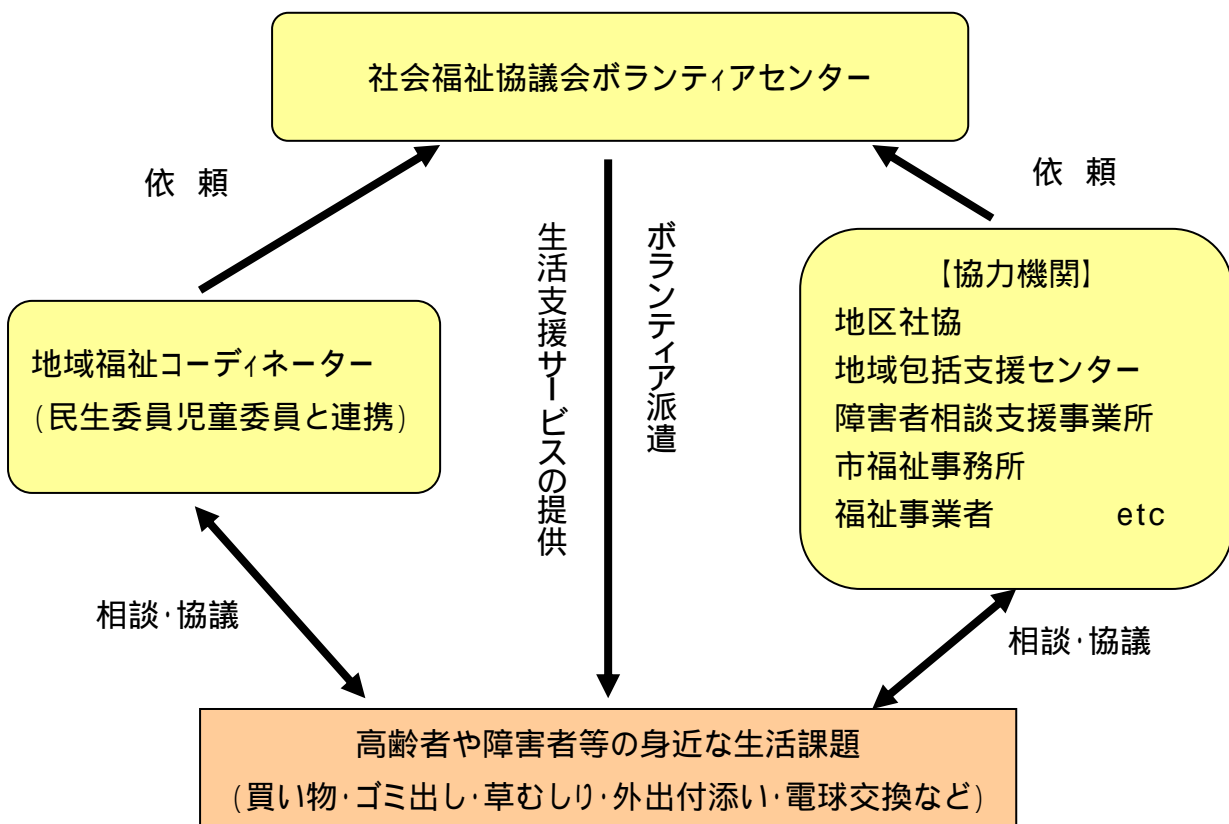 社会福祉協議会ボランティアセンター
依 頼
依 頼
生活支援サービスの提供
ボランティア派遣
地域福祉コーディネーター
(民生委員児童委員と連携)
【協力機関】
地区社協
地域包括支援センター
障害者相談支援事業所
市福祉事務所
福祉事業者 etc
相談・協議
相談・協議
高齢者や障害者等の身近な生活課題
(買い物・ゴミ出し・草むしり・外出付添い・電球交換など)